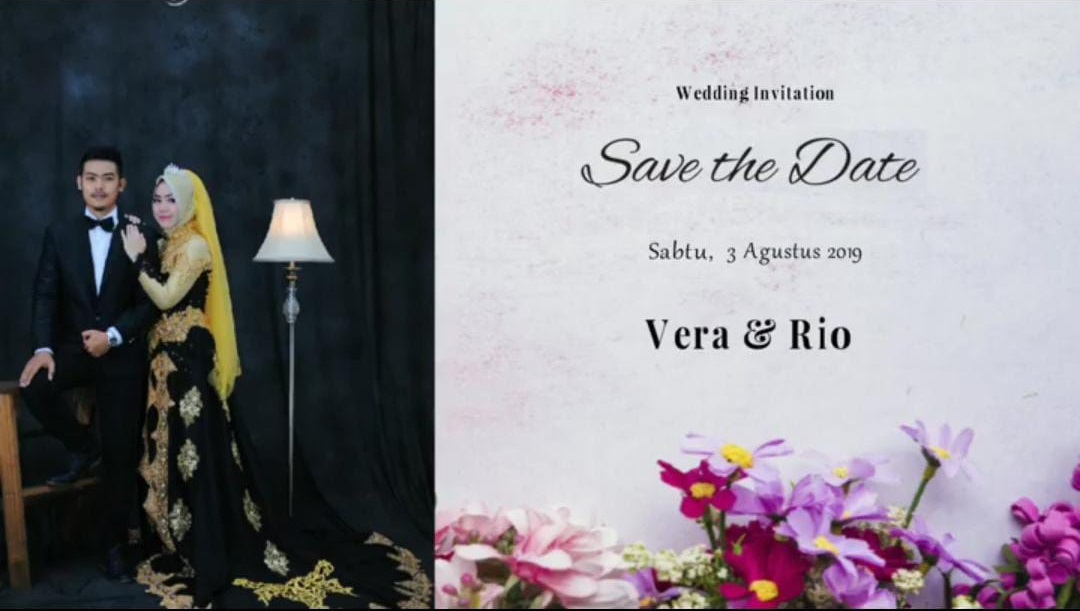 Wedding Invitation
Save the Date
Sabtu, 3 Agustus 2019
Vera & Rio